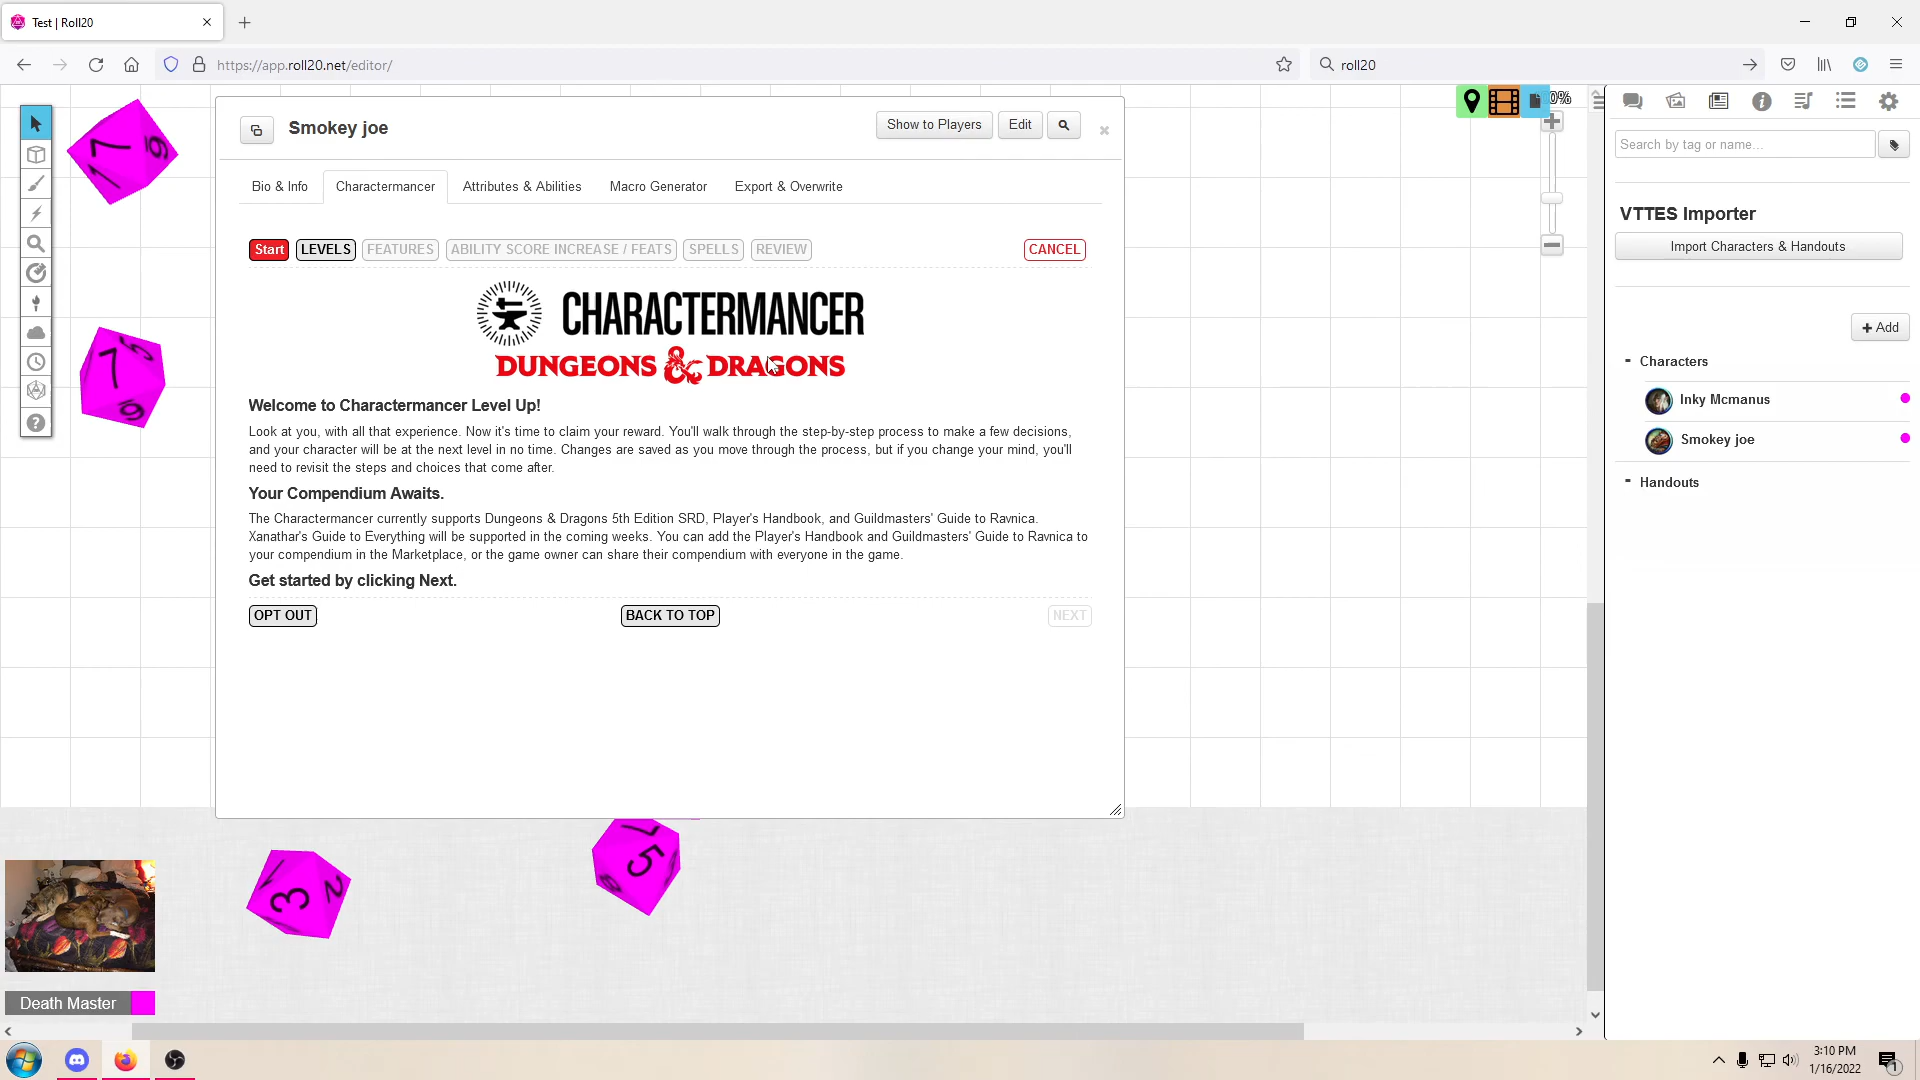 Test | Roll20
https://app.roll20.net/editor/
roll20
17
6
Smokey joe
Show to Players
Edit
Bio & Info
Charactermancer
Attributes & Abilities
Macro Generator
Export & Overwrite
Start
LEVELS
FEATURES
ABILITY SCORE INCREASE / FEATS
SPELLS
REVIEW
CANCEL
CHARACTERMANCER
DUNGEONS & DRAGONS
Welcome to Charactermancer Level Up!
Look at you, with all that experience. Now it's time to claim your reward. You'll walk through the step-by-step process to make a few decisions,
and your character will be at the next level in no time. Changes are saved as you move through the process, but if you change your mind, you'll
need to revisit the steps and choices that come after.
Your Compendium Awaits.
The Charactermancer currently supports Dungeons & Dragons 5th Edition SRD, Player's Handbook, and Guildmasters' Guide to Ravnica.
Xanathar's Guide to Everything will be supported in the coming weeks. You can add the Player's Handbook and Guildmasters' Guide to Ravnica to
your compendium in the Marketplace, or the game owner can share their compendium with everyone in the game.
Get started by clicking Next.
OPT OUT
BACK TO TOP
NEXT
7
5
3
2
5
Search by tag or name...
VTTES Importer
Import Characters & Handouts
+ Add
- Characters
Inky Mcmanus
Smokey joe
- Handouts
Death Master
3:10 PM
1/16/2022
1